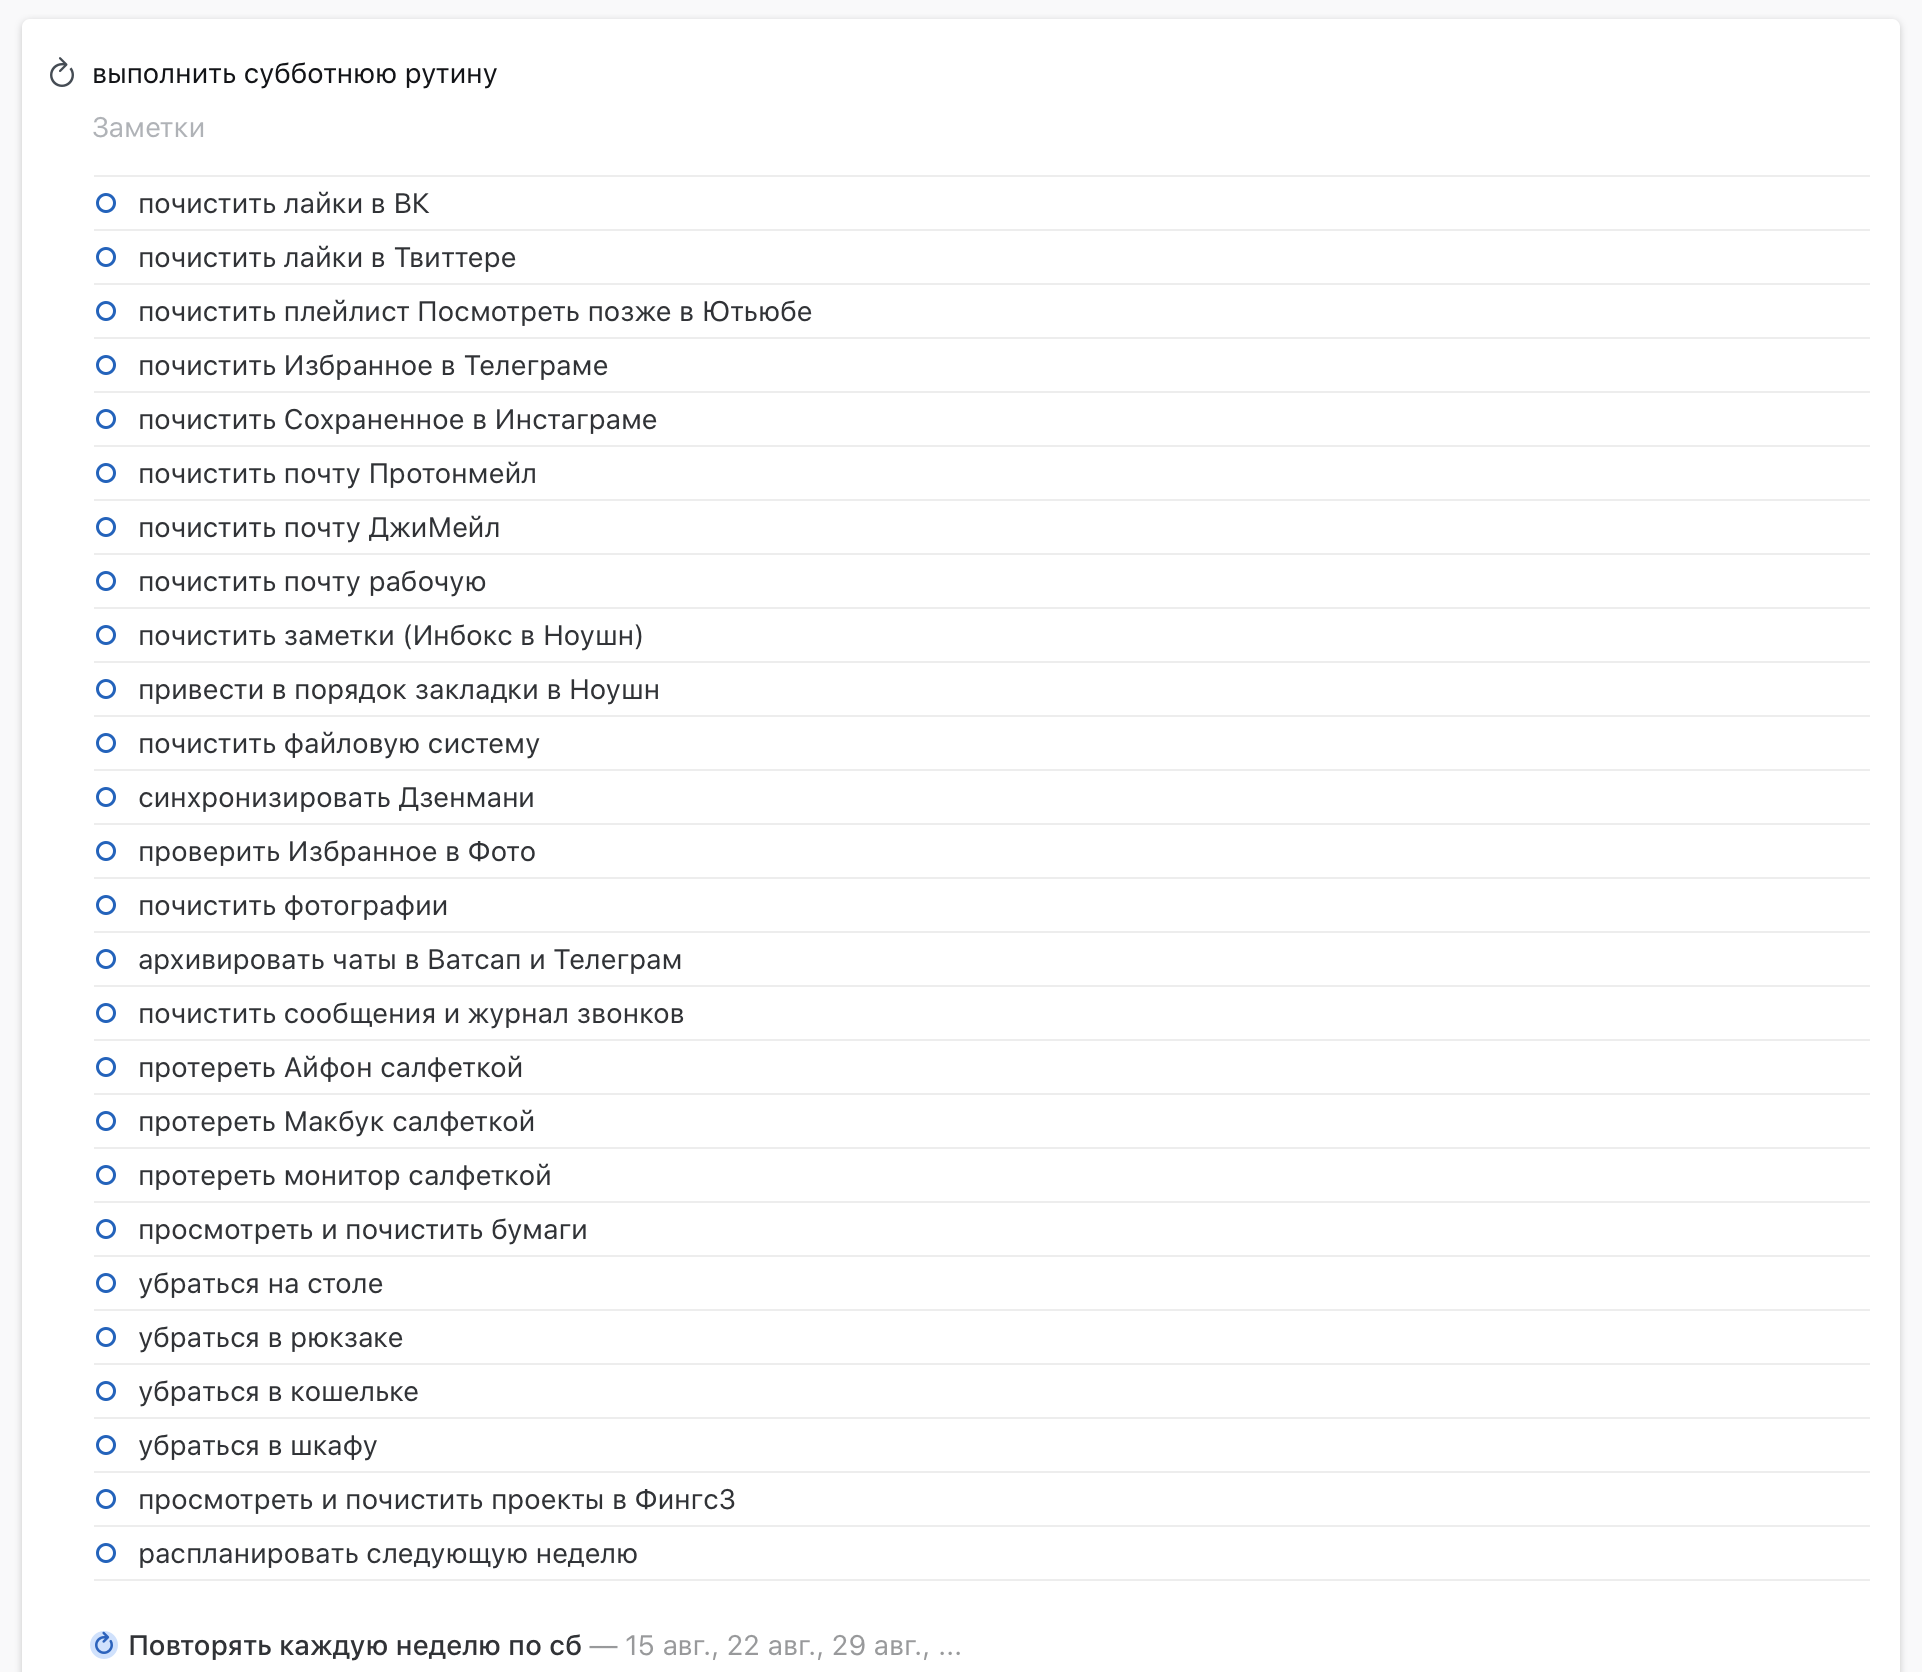 выполнить субботнюю рутину
Заметки
почистить лайки в ВК
почистить лайки в Твиттере
почистить плейлист Посмотреть позже в Ютьюбе
почистить Избранное в Телеграме
почистить Сохраненное в Инстаграме
почистить почту Протонмейл
почистить почту ДжиМейл
почистить почту рабочую
почистить заметки (Инбокс в Ноушн)
привести в порядок закладки в Ноушн
почистить файловую систему
синхронизировать Дзенмани
проверить Избранное в Фото
почистить фотографии
архивировать чаты в Ватсап и Телеграм
почистить сообщения и журнал звонков
протереть Айфон салфеткой
протереть Макбук салфеткой
протереть монитор салфеткой
просмотреть и почистить бумаги
убраться на столе
убраться в рюкзаке
убраться в кошельке
убраться в шкафу
просмотреть и почистить проекты в Фингс3
распланировать следующую неделю
Повторять каждую неделю по сб — 15 авг., 22 авг., 29 авг., ...